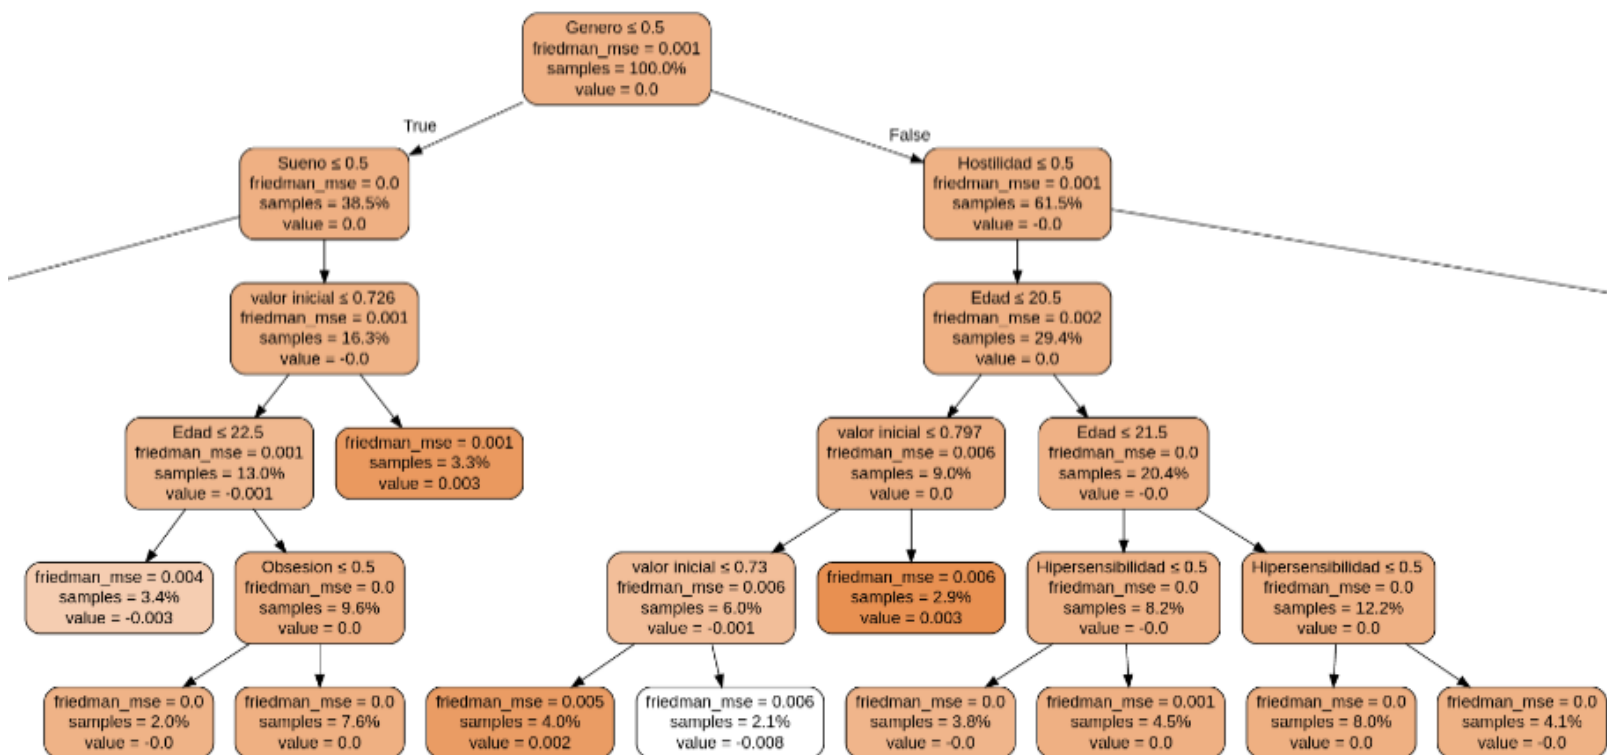 Genero ≤ 0.5
friedman_mse = 0.001
samples = 100.0%
value = 0.0
True
False
Sueno ≤ 0.5
friedman_mse = 0.0
samples = 38.5%
value = 0.0
Hostilidad ≤ 0.5
friedman_mse = 0.001
samples = 61.5%
value = -0.0
valor inicial ≤ 0.726
friedman_mse = 0.001
samples = 16.3%
value = -0.0
Edad ≤ 20.5
friedman_mse = 0.002
samples = 29.4%
value = 0.0
Edad ≤ 22.5
friedman_mse = 0.001
samples = 13.0%
value = -0.001
friedman_mse = 0.001
samples = 3.3%
value = 0.003
valor inicial ≤ 0.797
friedman_mse = 0.006
samples = 9.0%
value = 0.0
Edad ≤ 21.5
friedman_mse = 0.0
samples = 20.4%
value = -0.0
friedman_mse = 0.004
samples = 3.4%
value = -0.003
Obsesion ≤ 0.5
friedman_mse = 0.0
samples = 9.6%
value = 0.0
valor inicial ≤ 0.73
friedman_mse = 0.006
samples = 6.0%
value = -0.001
friedman_mse = 0.006
samples = 2.9%
value = 0.003
Hipersensibilidad ≤ 0.5
friedman_mse = 0.0
samples = 8.2%
value = -0.0
Hipersensibilidad ≤ 0.5
friedman_mse = 0.0
samples = 12.2%
value = 0.0
friedman_mse = 0.0
samples = 2.0%
value = -0.0
friedman_mse = 0.0
samples = 7.6%
value = 0.0
friedman_mse = 0.005
samples = 4.0%
value = 0.002
friedman_mse = 0.006
samples = 2.1%
value = -0.008
friedman_mse = 0.0
samples = 3.8%
value = -0.0
friedman_mse = 0.001
samples = 4.5%
value = 0.0
friedman_mse = 0.0
samples = 8.0%
value = 0.0
friedman_mse = 0.0
samples = 4.1%
value = -0.0